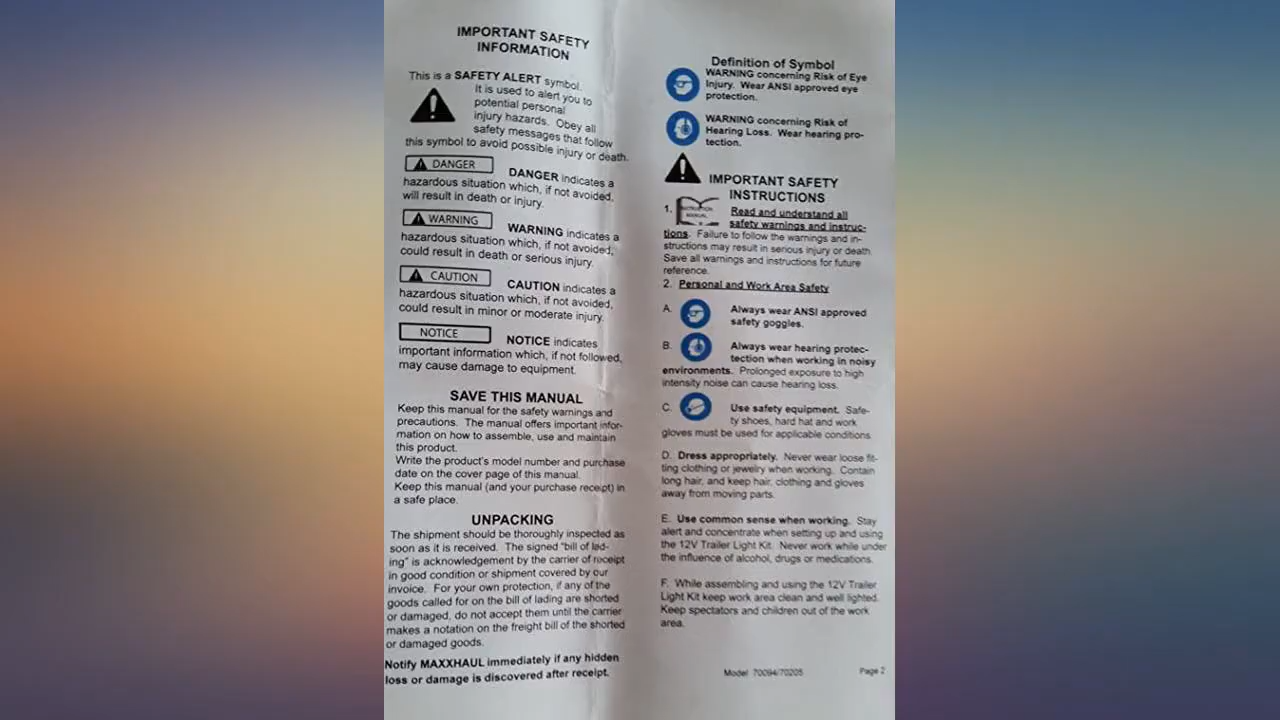 IMPORTANT SAFETY
INFORMATION
This is a SAFETY ALERT symbol.
It is used to alert you to
potential personal
injury hazards. Obey all
safety messages that follow
this symbol to avoid possible injury or death.
DANGER
DANGER indicates a
hazardous situation which, if not avoided,
will result in death or injury.
WARNING
WARNING indicates a
hazardous situation which, if not avoided,
could result in death or serious injury.
CAUTION
CAUTION indicates a
hazardous situation which, if not avoided,
could result in minor or moderate injury.
NOTICE
NOTICE indicates
important information which, if not followed,
may cause damage to equipment.
SAVE THIS MANUAL
Keep this manual for the safety warnings and
precautions. The manual offers important infor-
mation on how to assemble, use and maintain
this product.
Write the product's model number and purchase
date on the cover page of this manual.
Keep this manual (and your purchase receipt) in
a safe place.
UNPACKING
The shipment should be thoroughly inspected as
soon as it is received. The signed "bill of lad-
ing" is acknowledgement by the carrier of receipt
in good condition or shipment covered by our
invoice. For your own protection, if any of the
goods called for on the bill of lading are shorted
or damaged, do not accept them until the carrier
makes a notation on the freight bill of the shorted
or damaged goods.
Notify MAXXHAUL immediately if any hidden
loss or damage is discovered after receipt.
Definition of Symbol
WARNING concerning Risk of Eye
Injury. Wear ANSI approved eye
protection.
WARNING concerning Risk of
Hearing Loss. Wear hearing pro-
tection.
IMPORTANT SAFETY
INSTRUCTIONS
1. INSTRUCTION MANUAL Read and understand all
safety warnings and instruc-
tions. Failure to follow the warnings and in-
structions may result in serious injury or death.
Save all warnings and instructions for future
reference.
2. Personal and Work Area Safety
A. Always wear ANSI approved
safety goggles.
B. Always wear hearing protec-
tection when working in noisy
environments. Prolonged exposure to high
intensity noise can cause hearing loss.
C. Use safety equipment. Safe-
ty shoes, hard hat and work
gloves must be used for applicable conditions.
D. Dress appropriately. Never wear loose fit-
ting clothing or jewelry when working. Contain
long hair, and keep hair, clothing and gloves
away from moving parts.
E. Use common sense when working. Stay
alert and concentrate when setting up and using
the 12V Trailer Light Kit. Never work while under
the influence of alcohol, drugs or medications.
F. While assembling and using the 12V Trailer
Light Kit keep work area clean and well lighted.
Keep spectators and children out of the work
area.
Model 70094/70205
Page 2